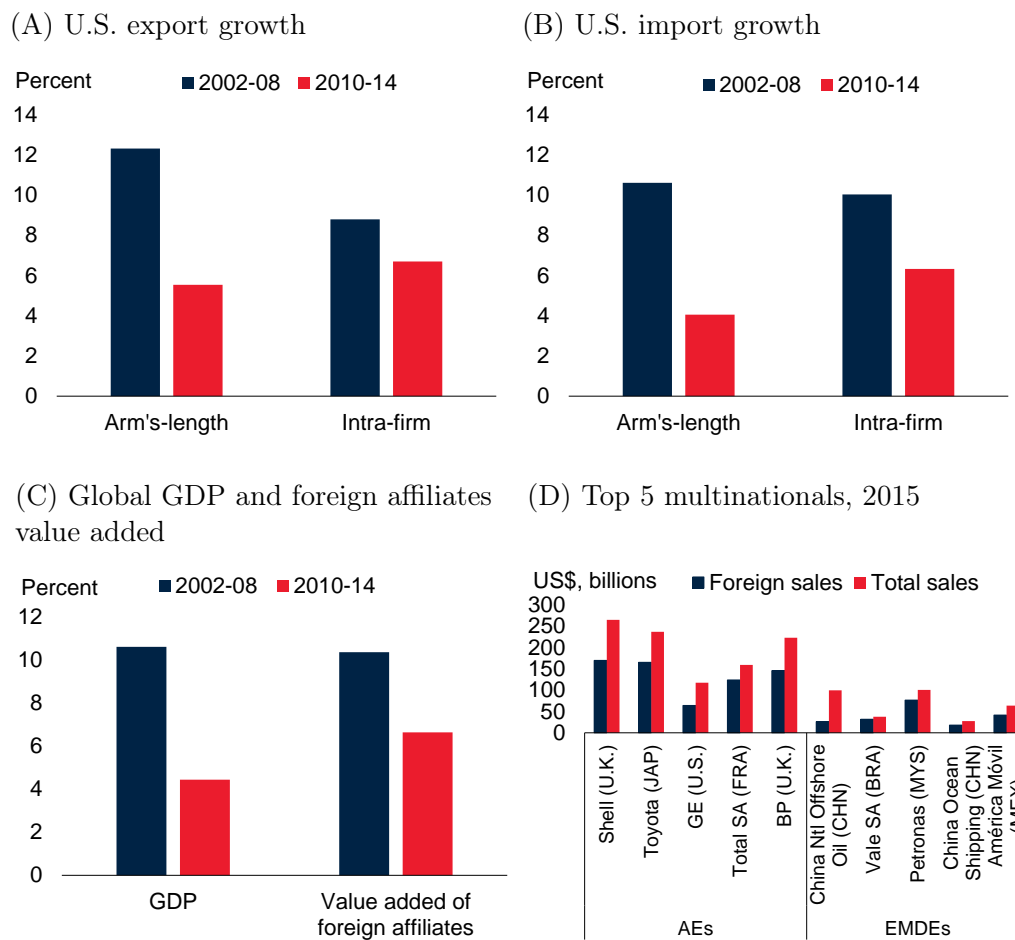 (A) U.S. export growth
Percent
2002-08 2010-14
14
12
10
8
6
4
2
0
Arm's-length Intra-firm
(B) U.S. import growth
Percent
2002-08 2010-14
14
12
10
8
6
4
2
0
Arm's-length Intra-firm
(C) Global GDP and foreign affiliates
value added
Percent
2002-08 2010-14
12
10
8
6
4
2
0
GDP Value added of
foreign affiliates
(D) Top 5 multinationals, 2015
US$, billions
Foreign sales Total sales
300
250
200
150
100
50
0
Shell (U.K.)
Toyota (JAP)
GE (U.S.)
Total SA (FRA)
BP (U.K.)
China Ntl Offshore
Oil (CHN)
Vale SA (BRA)
Petronas (MYS)
China Ocean
Shipping (CHN)
América Móvil
(MEX)
AEs EMDEs